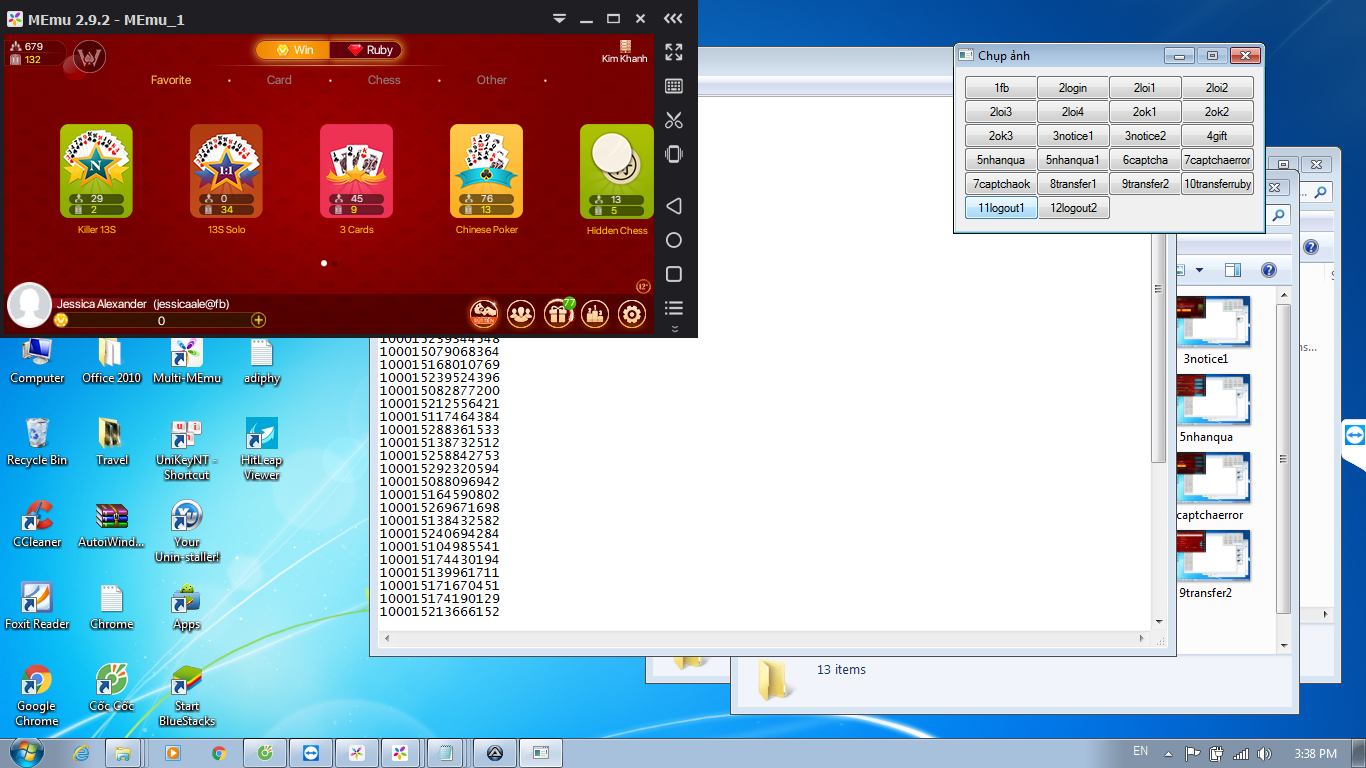 MEmu 2.9.2 - MEmu_1
679
132
W
Win
Ruby
Kim Khanh
Favorite
Card
Chess
Other
N
29
2
Killer 13S
1:1
0
34
13S Solo
45
9
3 Cards
76
13
Chinese Poker
13
5
Hidden Chess
12+
Jessica Alexander (jessicaale@fb)
0
77
Chụp ảnh
1fb
2login
2loi1
2loi2
2loi3
2loi4
2ok1
2ok2
2ok3
3notice1
3notice2
4gift
5nhanqua
5nhanqua1
6captcha
7captchaerror
7captchaok
8transfer1
9transfer2
10transferruby
11logout1
12logout2
100015239344548
100015079068364
100015168010769
100015239524396
100015082877200
100015212556421
100015117464384
100015288361533
100015138732512
100015258842753
100015292320594
100015088096942
100015164590802
100015269671698
100015138432582
100015240694284
100015104985541
100015174430194
100015139961711
100015171670451
100015174190129
100015213666152
3notice1
5nhanqua
captchaerror
9transfer2
ns...
13 items
Computer
Office 2010
Multi-MEmu
adiphy
Recycle Bin
Travel
UniKeyNT - Shortcut
HitLeap Viewer
CCleaner
AutoiWind...
Your Unin-staller!
Foxit Reader
Chrome
Apps
Google Chrome
Cốc Cốc
Start BlueStacks
EN
3:38 PM